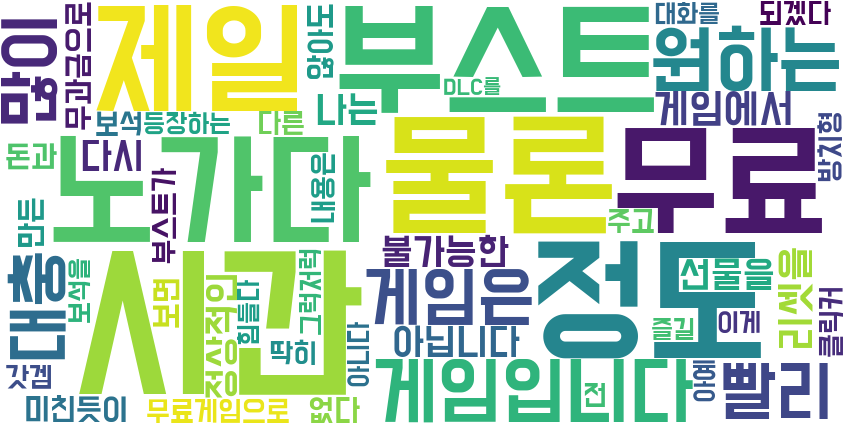 많이
무과금으로
제일
않아도
부스트
대화를
되겠다
원하는
DLC를
나는
게임에서
보석
등장하는
다른
돈과
다시
노가다
내용은
물론
무료
방치형
만든
부스트가
주고
불가능한
대충
보석을
보면
시간
정상적인
힘들다
그럭저럭
게임은
정도
선물을
리셋을
클릭커
딱히
아니다
아닙니다
즐길
이게
갓겜
미친듯이
무료게임으로
없다
게임입니다
전
아예
빨리